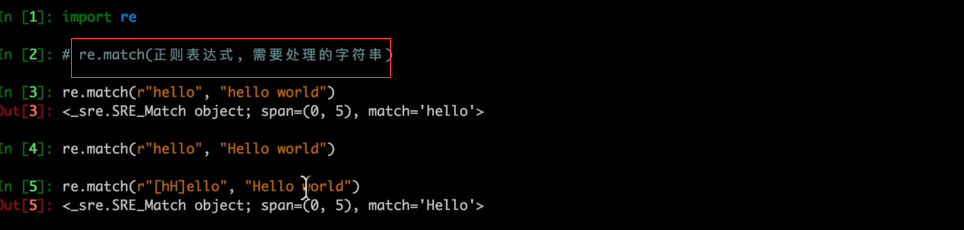 In [1]: import re
In [2]: # re.match(正则表达式，需要处理的字符串)
In [3]: re.match(r"hello", "hello world")
Out[3]: <_sre.SRE_Match object; span=(0, 5), match='hello'>
In [4]: re.match(r"hello", "Hello world")
In [5]: re.match(r"[hH]ello", "Hello world")
Out[5]: <_sre.SRE_Match object; span=(0, 5), match='Hello'>